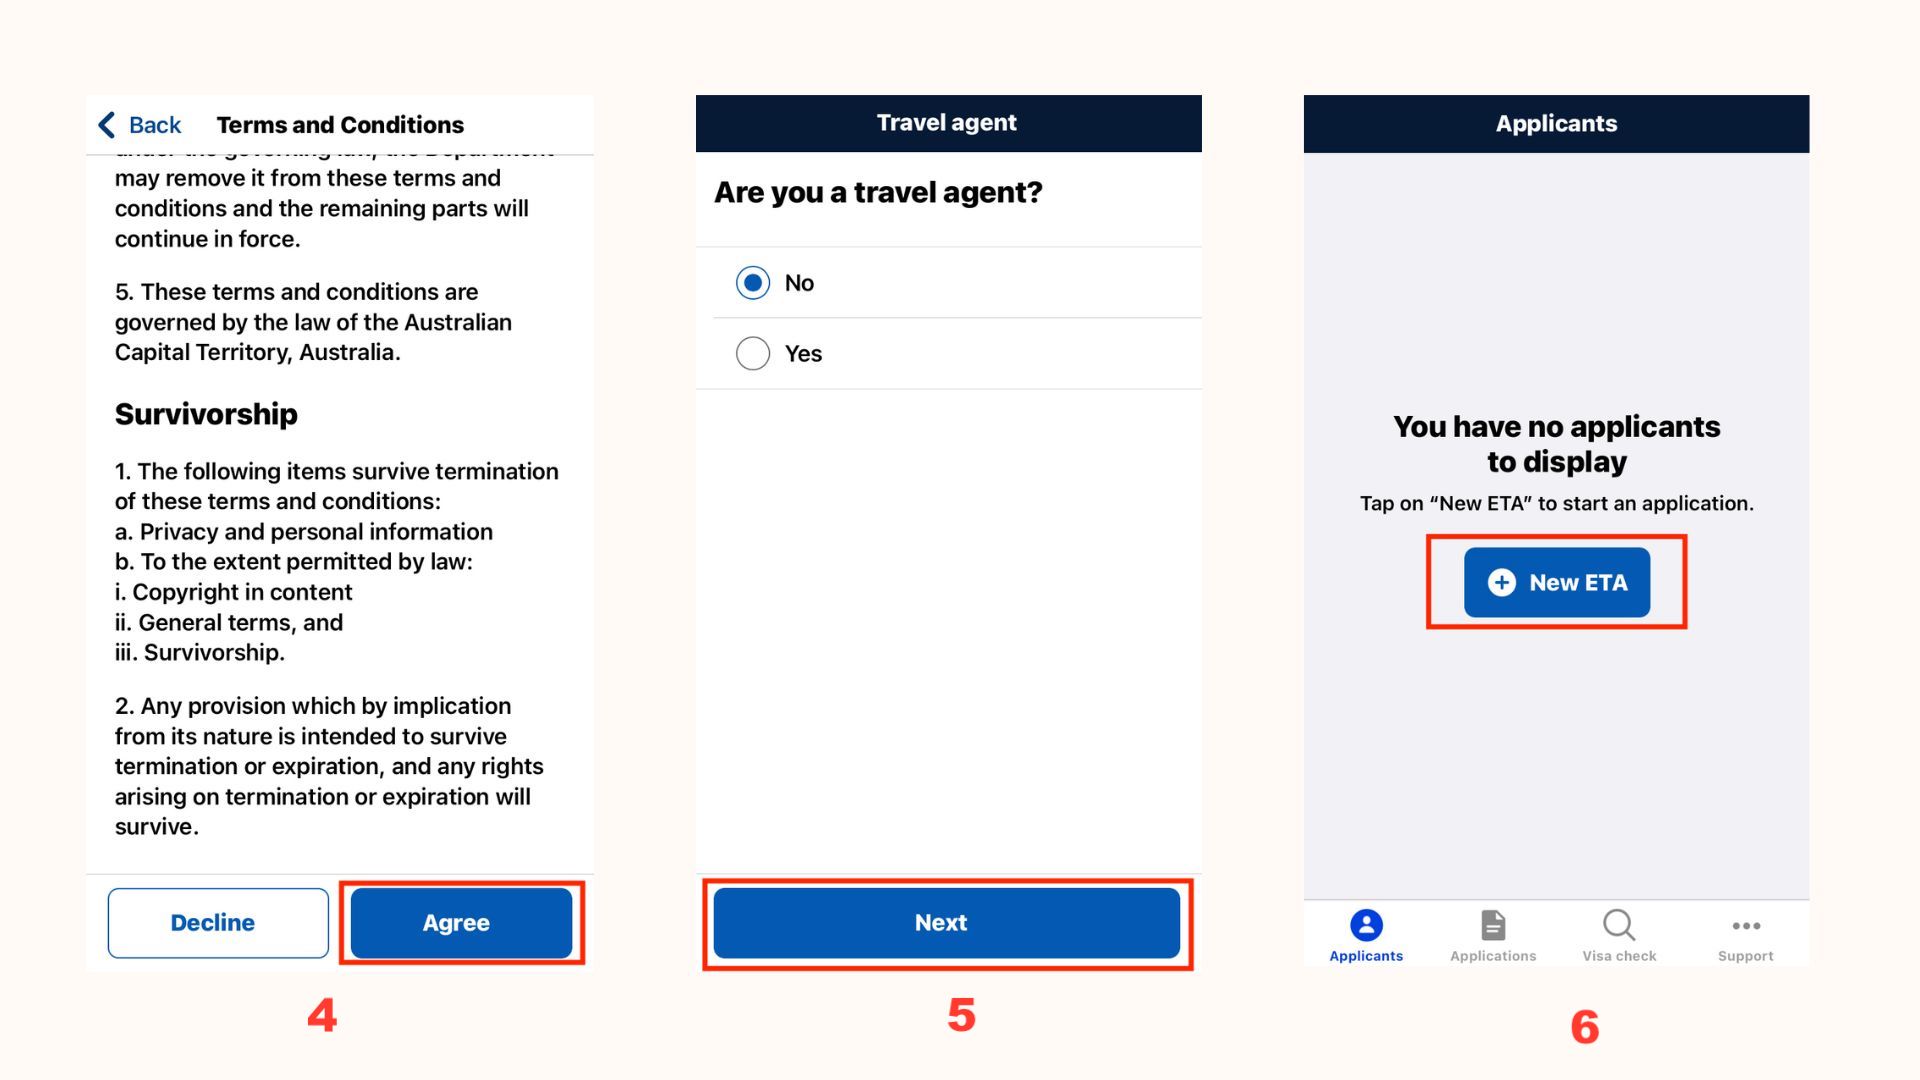 Back
Terms and Conditions
under the governing law, the Department
may remove it from these terms and
conditions and the remaining parts will
continue in force.
5. These terms and conditions are
governed by the law of the Australian
Capital Territory, Australia.
Survivorship
1. The following items survive termination
of these terms and conditions:
a. Privacy and personal information
b. To the extent permitted by law:
i. Copyright in content
ii. General terms, and
iii. Survivorship.
2. Any provision which by implication
from its nature is intended to survive
termination or expiration, and any rights
arising on termination or expiration will
survive.
Decline
Agree
4
Travel agent
Are you a travel agent?
No
Yes
Next
5
Applicants
You have no applicants
to display
Tap on “New ETA” to start an application.
New ETA
Applicants
Applications
Visa check
Support
6